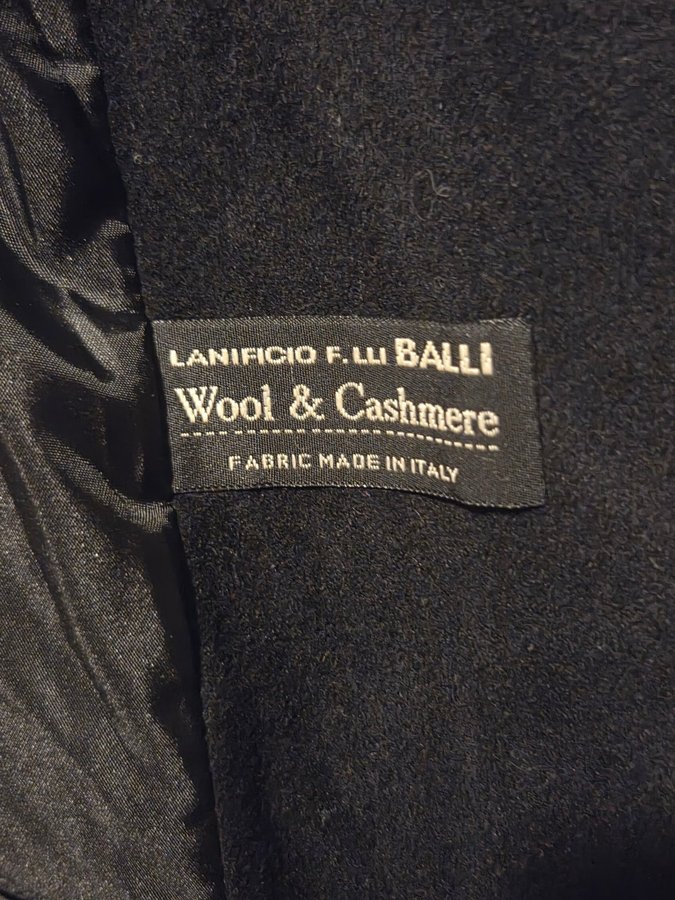 LANIFICIO F.LLI BALLI
Wool & Cashmere
FABRIC MADE IN ITALY